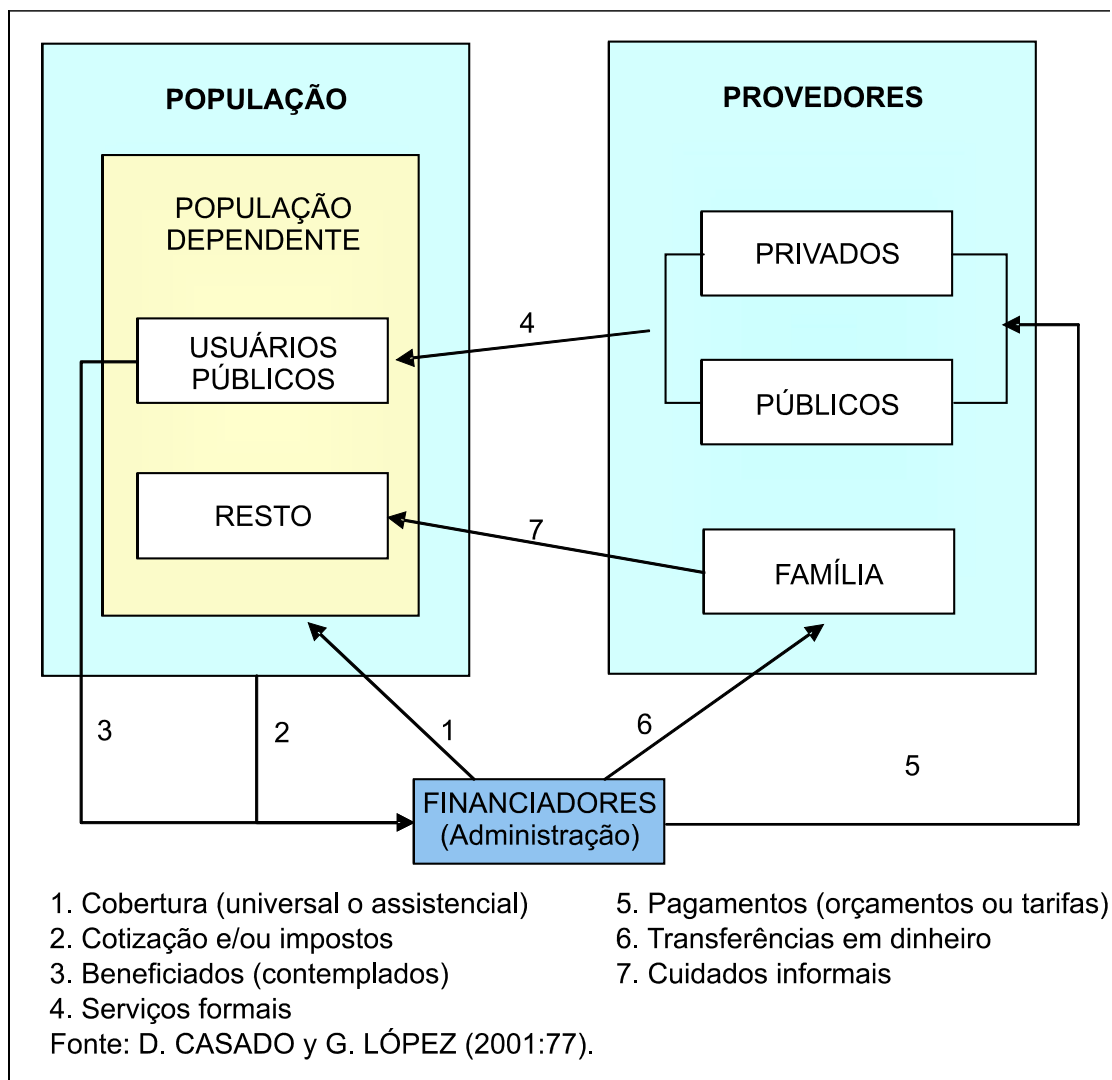 POPULAÇÃO
POPULAÇÃO
DEPENDENTE
USUÁRIOS
PÚBLICOS
RESTO
PROVEDORES
PRIVADOS
PÚBLICOS
FAMÍLIA
4
7
3
2
1
6
5
FINANCIADORES
(Administração)
1. Cobertura (universal o assistencial)
2. Cotização e/ou impostos
3. Beneficiados (contemplados)
4. Serviços formais
5. Pagamentos (orçamentos ou tarifas)
6. Transferências em dinheiro
7. Cuidados informais
Fonte: D. CASADO y G. LÓPEZ (2001:77).